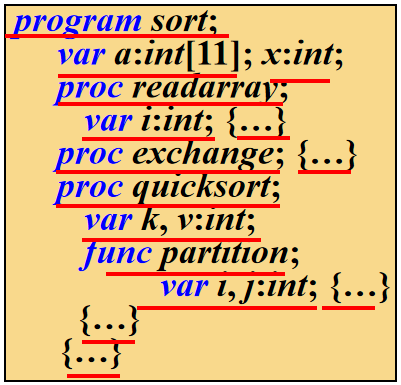 program sort;
var a:int[11]; x:int;
proc readarray;
var i:int; {…}
proc exchange; {…}
proc quicksort;
var k, v:int;
func partition;
var i, j:int; {…}
{…}
{…}